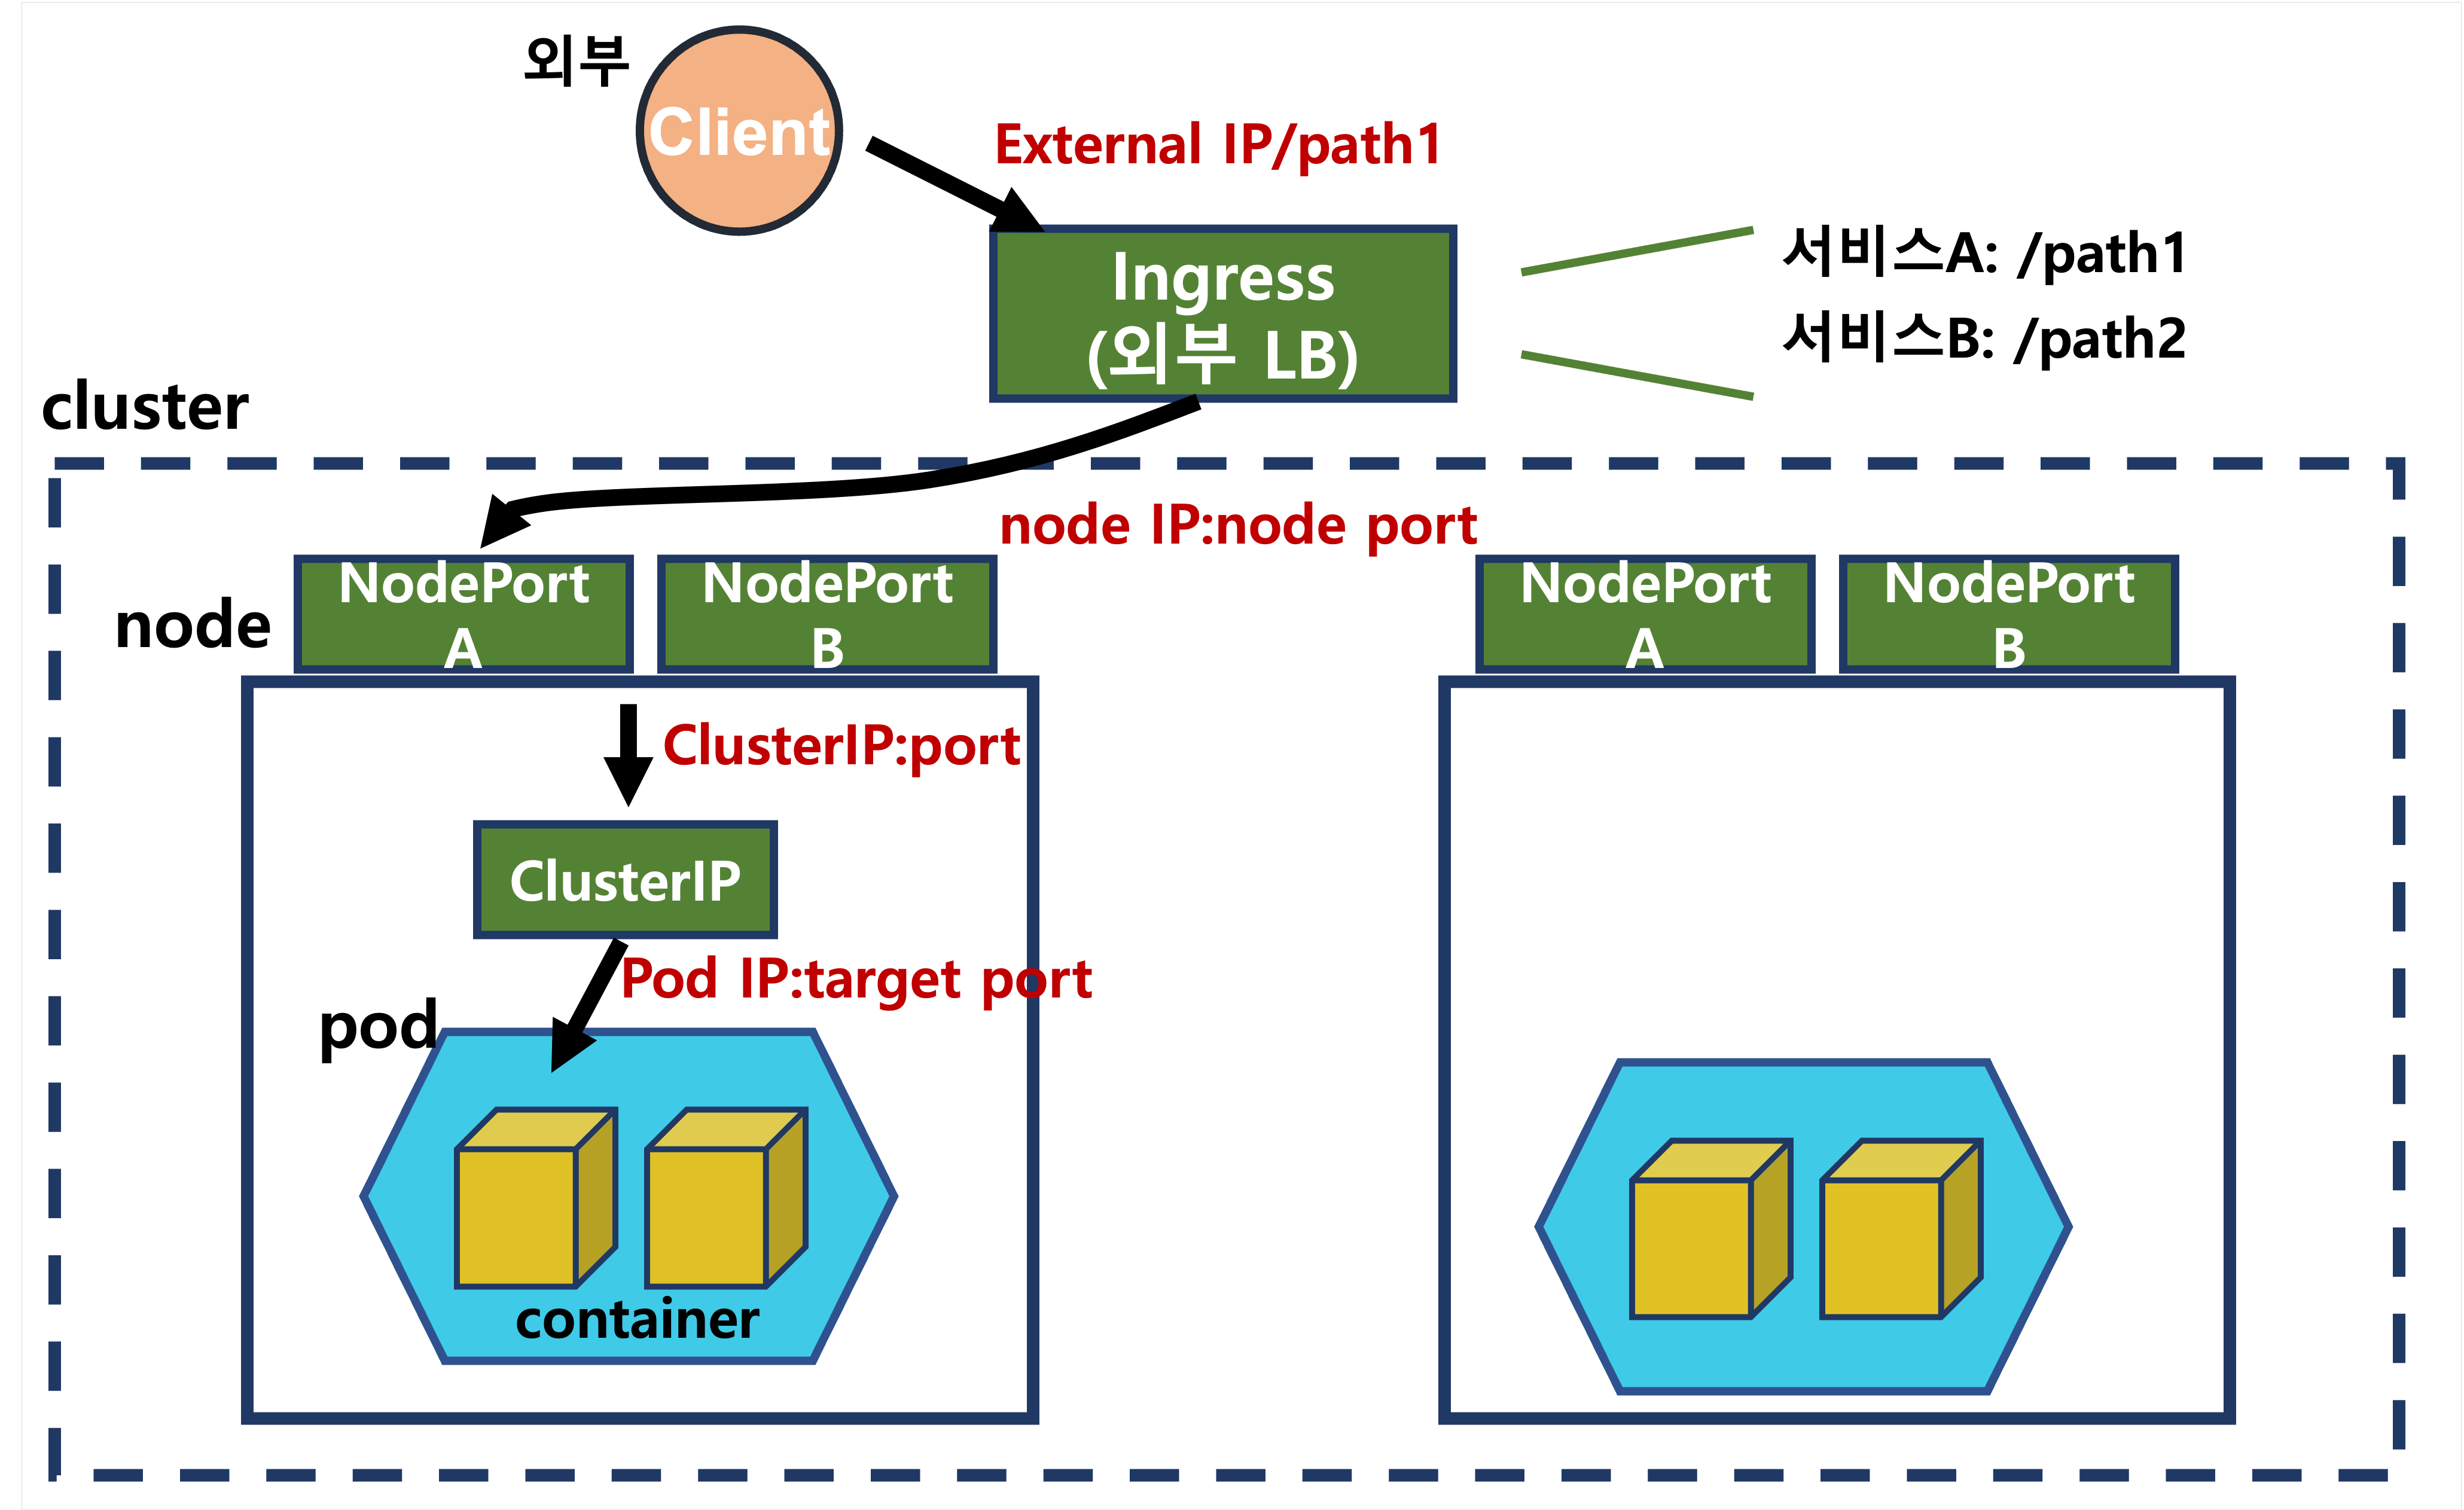 외부
Client
External IP/path1
Ingress
(외부 LB)
서비스A: /path1
서비스B: /path2
cluster
node IP:node port
node
NodePort
A
NodePort
B
NodePort
A
NodePort
B
ClusterIP:port
ClusterIP
Pod IP:target port
pod
container